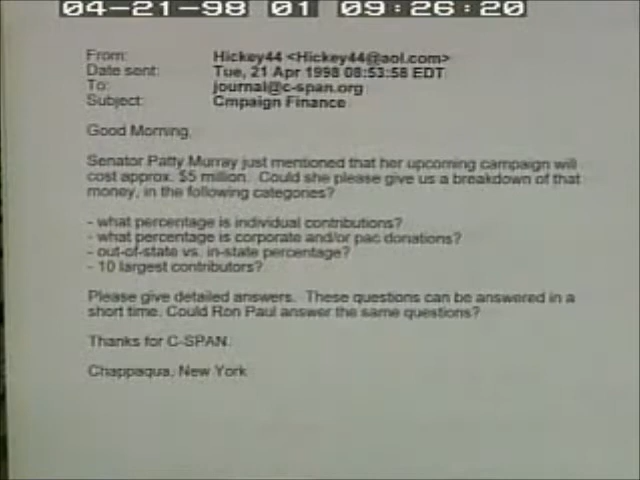 04-21-98 01 09:26:20
From: Hickey44 <Hickey44@aol.com>
Date sent: Tue, 21 Apr 1998 08:53:58 EDT
To: journal@c-span.org
Subject: Cmpaign Finance
Good Morning,
Senator Patty Murray just mentioned that her upcoming campaign will
cost approx. $5 million. Could she please give us a breakdown of that
money, in the following categories?
- what percentage is individual contributions?
- what percentage is corporate and/or pac donations?
- out-of-state vs. in-state percentage?
- 10 largest contributors?
Please give detailed answers. These questions can be answered in a
short time. Could Ron Paul answer the same questions?
Thanks for C-SPAN.
Chappaqua, New York